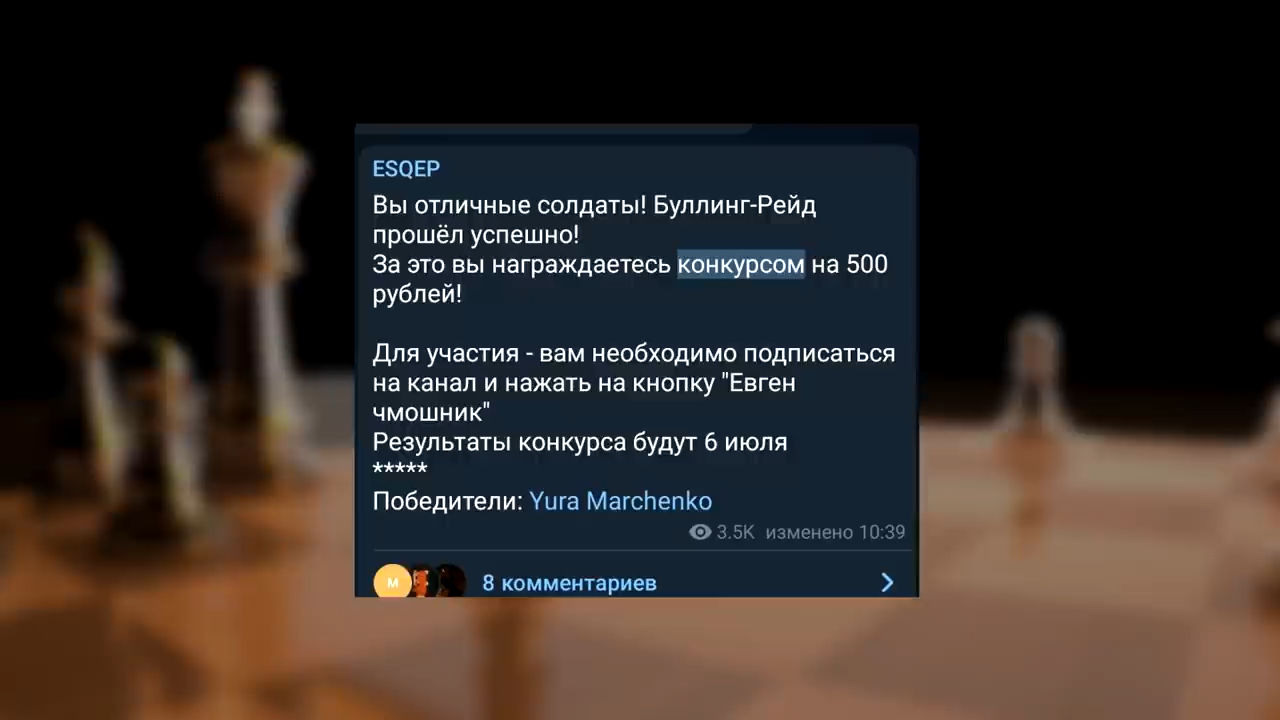 ESQEP
Вы отличные солдаты! Буллинг-Рейд
прошёл успешно!
За это вы награждаетесь конкурсом на 500
рублей!
Для участия - вам необходимо подписаться
на канал и нажать на кнопку "Евген
чмошник"
Результаты конкурса будут 6 июля
*****
Победители: Yura Marchenko
3.5K изменено 10:39
М
8 комментариев